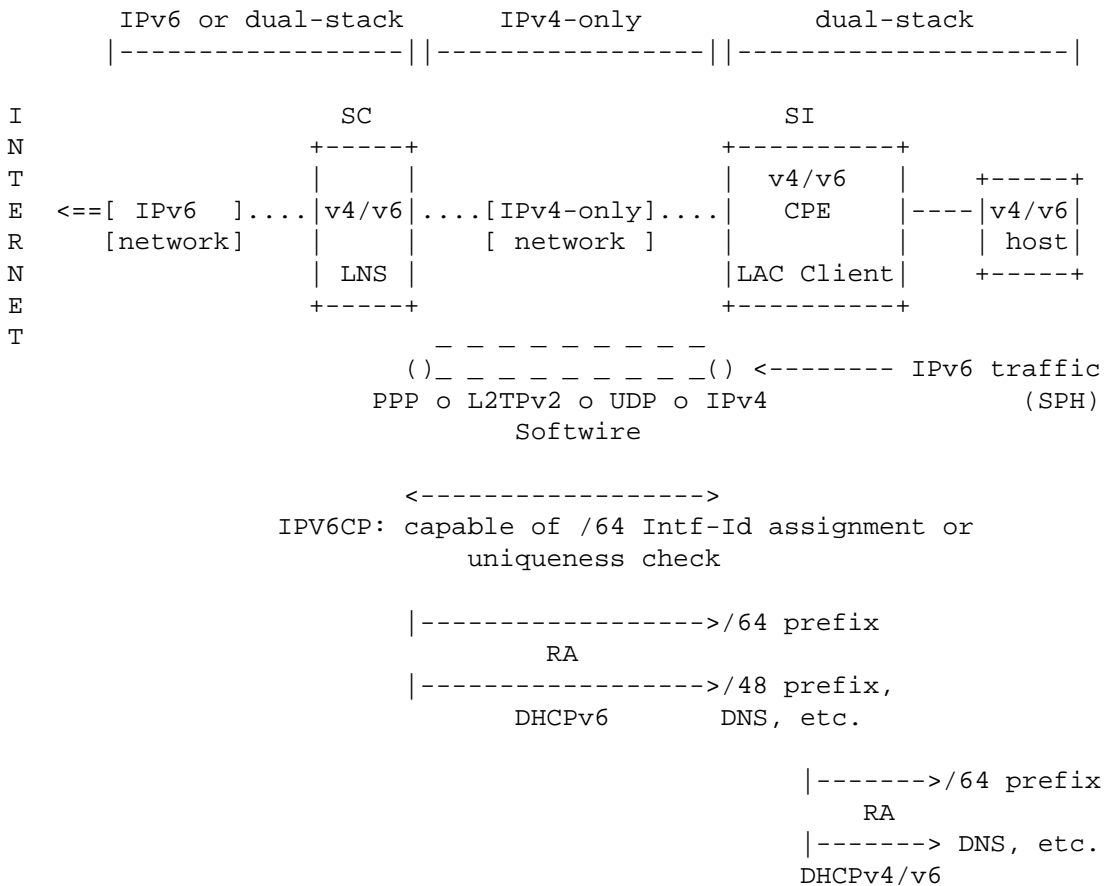 IPv6 or dual-stack       IPv4-only             dual-stack
|------------------||-----------------||---------------------|

I                    SC                           SI
N                  +-----+                   +----------+
T                  |     |                   |  v4/v6   |    +-----+
E  <==[ IPv6  ]....|v4/v6|....[IPv4-only]....|   CPE    |----|v4/v6|
R     [network]    |     |    [ network ]    |          |    | host|
N                  | LNS |                   |LAC Client|    +-----+
E                  +-----+                   +----------+
T                         _ _ _ _ _ _ _ _ _
()_ _ _ _ _ _ _ _ _() <-------- IPv6 traffic
PPP o L2TPv2 o UDP o IPv4                (SPH)
Softwire

<------------------>
IPV6CP: capable of /64 Intf-Id assignment or
uniqueness check

|------------------>/64 prefix
RA
|------------------>/48 prefix,
DHCPv6       DNS, etc.

|------->/64 prefix
RA
|-------> DNS, etc.
DHCPv4/v6